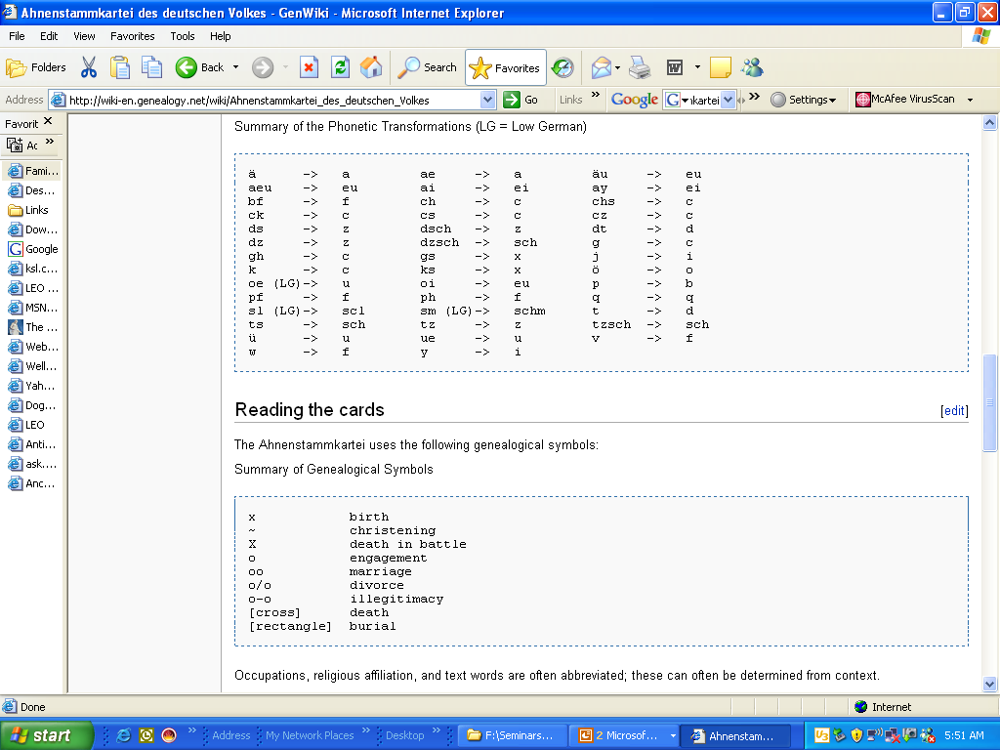 Ahnenstammkartei des deutschen Volkes - GenWiki - Microsoft Internet Explorer
File Edit View Favorites Tools Help
Folders Back Search Favorites
Address http://wiki-en.genealogy.net/wiki/Ahnenstammkartei_des_deutschen_Volkes Go Links » Google G kartei » Settings McAfee VirusScan
Favorit
Ac »
Fami...
Des...
Links
Dow...
Google
ksl.c...
LEO ...
MSN...
The ...
Web...
Well...
Yah...
Dog...
LEO
Anti...
ask....
Anc...
Summary of the Phonetic Transformations (LG = Low German)
ä -> a ae -> a äu -> eu
aeu -> eu ai -> ei ay -> ei
bf -> f ch -> c chs -> c
ck -> c cs -> c cz -> c
ds -> z dsch -> z dt -> d
dz -> z dzsch -> sch g -> c
gh -> c gs -> x j -> i
k -> c ks -> x ö -> o
oe (LG)-> u oi -> eu p -> b
pf -> f ph -> f q -> q
sl (LG)-> scl sm (LG)-> schm t -> d
ts -> sch tz -> z tzsch -> sch
ü -> u ue -> u v -> f
w -> f y -> i
Reading the cards [edit]
The Ahnenstammkartei uses the following genealogical symbols:
Summary of Genealogical Symbols
x birth
~ christening
X death in battle
o engagement
oo marriage
o/o divorce
o-o illegitimacy
[cross] death
[rectangle] burial
Occupations, religious affiliation, and text words are often abbreviated; these can often be determined from context.
Done Internet
start » Address My Network Places » Desktop » F:\Seminars... 2 Microsof... Ahnenstam... U3 5:51 AM